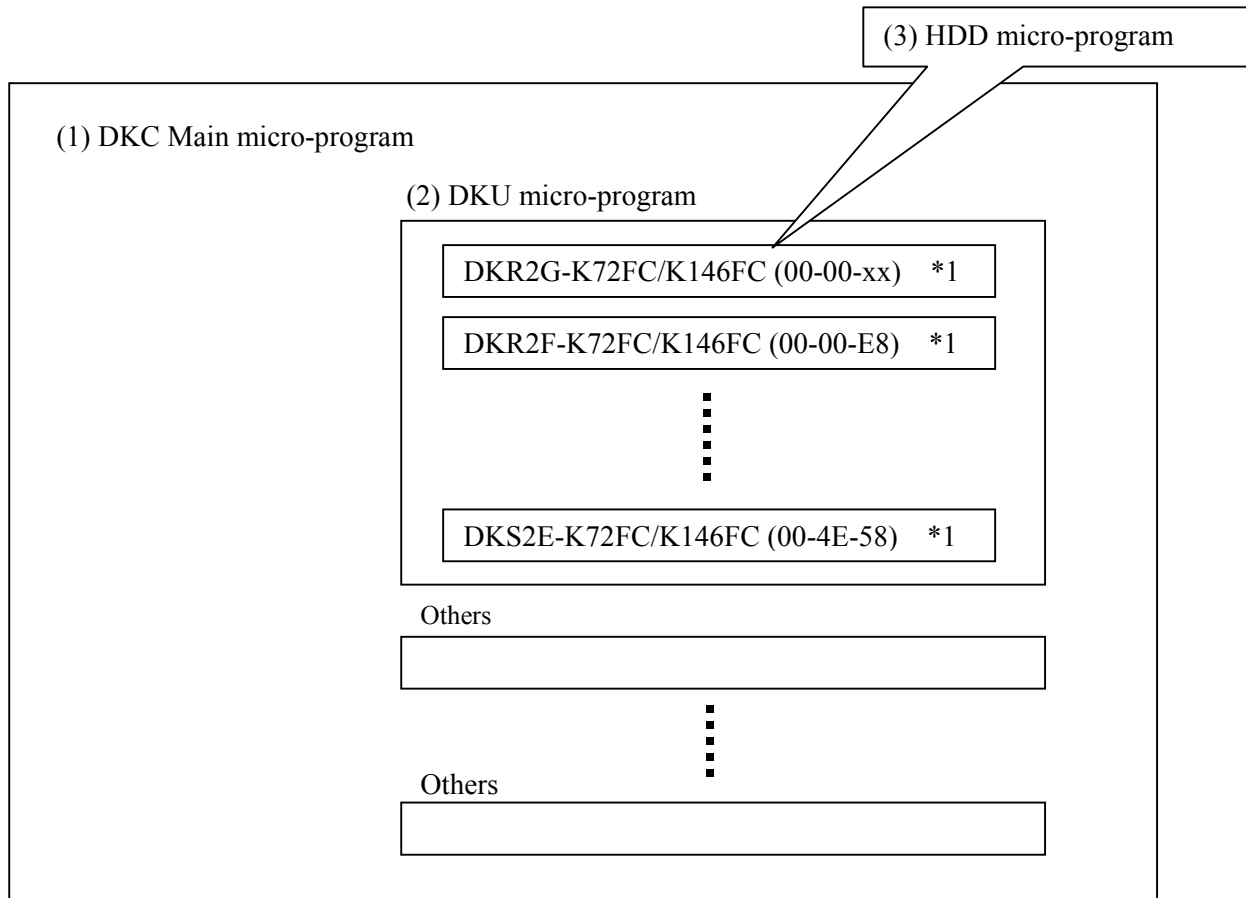 (3) HDD micro-program
(1) DKC Main micro-program
(2) DKU micro-program
DKR2G-K72FC/K146FC (00-00-xx) *1
DKR2F-K72FC/K146FC (00-00-E8) *1
DKS2E-K72FC/K146FC (00-4E-58) *1
Others
Others